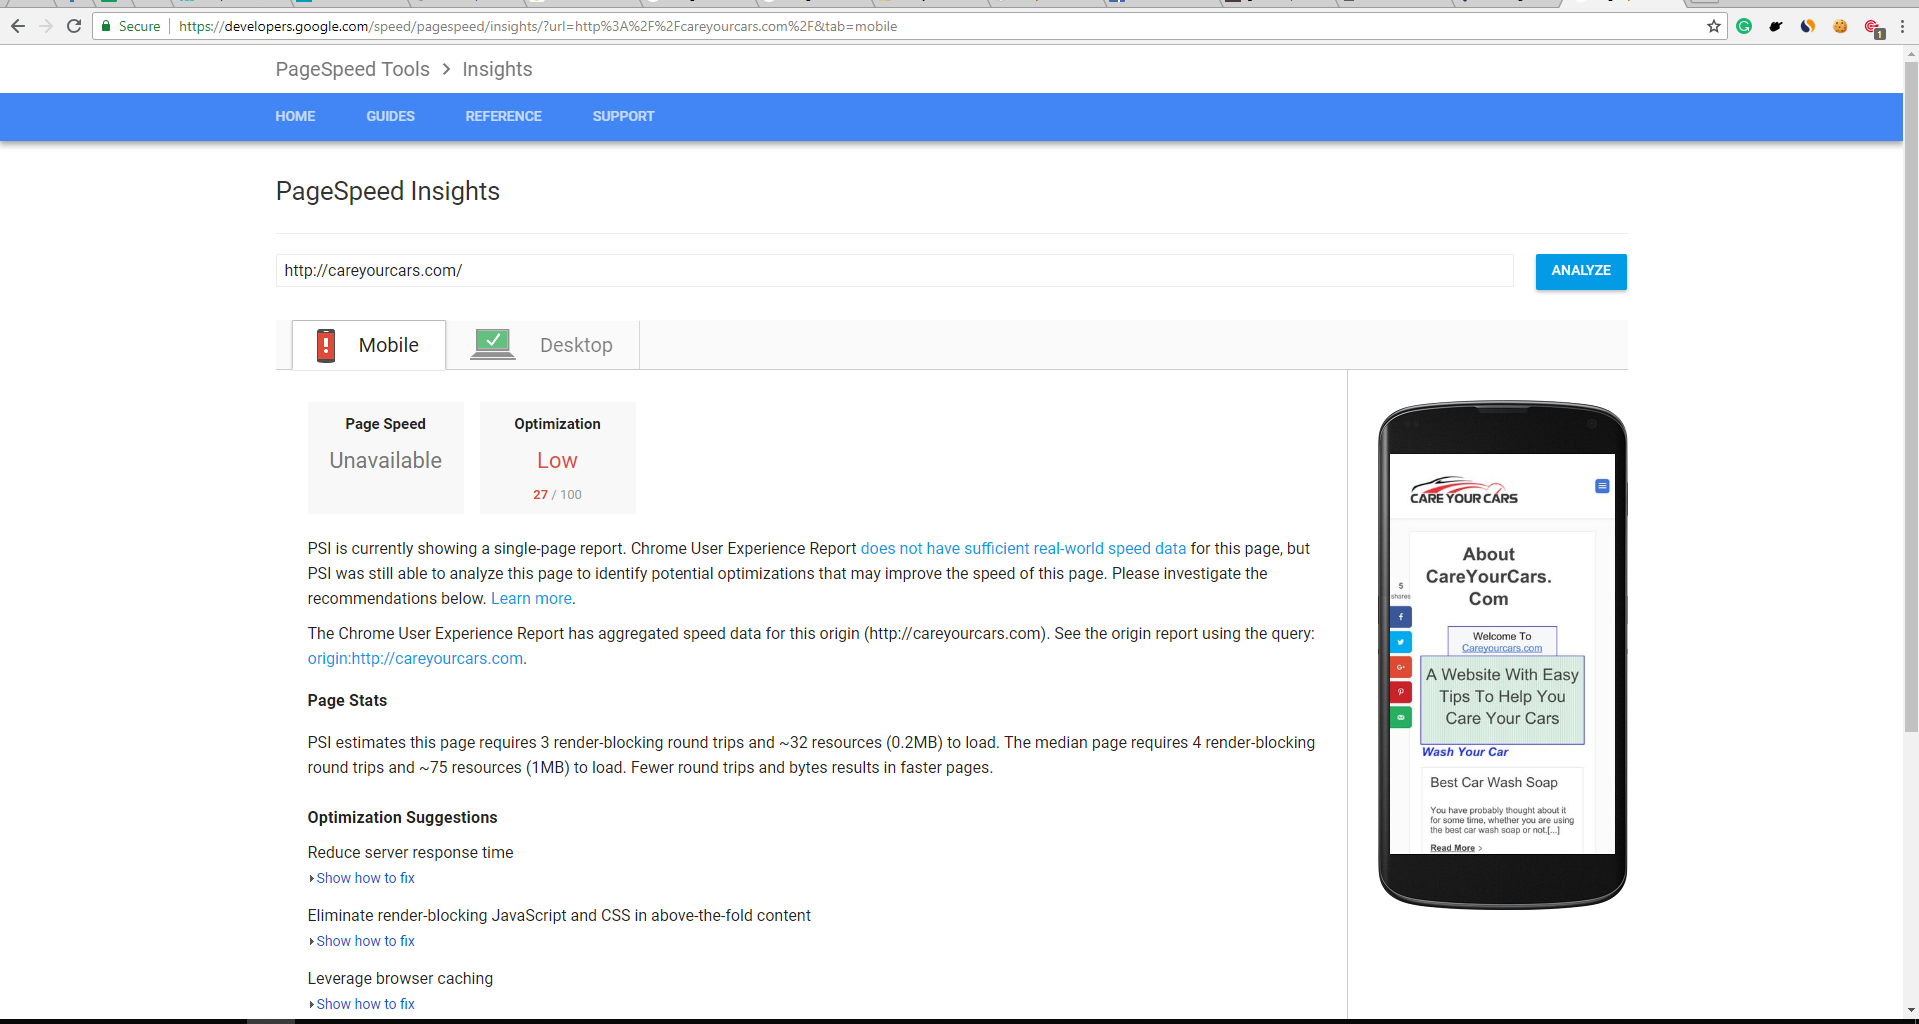 Secure https://developers.google.com/speed/pagespeed/insights/?url=http%3A%2F%2Fcareyourcars.com%2F&tab=mobile
1
PageSpeed Tools > Insights
HOME GUIDES REFERENCE SUPPORT
PageSpeed Insights
http://careyourcars.com/
ANALYZE
Mobile Desktop
Page Speed
Unavailable
Optimization
Low
27 / 100
PSI is currently showing a single-page report. Chrome User Experience Report does not have sufficient real-world speed data for this page, but
PSI was still able to analyze this page to identify potential optimizations that may improve the speed of this page. Please investigate the
recommendations below. Learn more.
The Chrome User Experience Report has aggregated speed data for this origin (http://careyourcars.com). See the origin report using the query:
origin:http://careyourcars.com.
Page Stats
PSI estimates this page requires 3 render-blocking round trips and ~32 resources (0.2MB) to load. The median page requires 4 render-blocking
round trips and ~75 resources (1MB) to load. Fewer round trips and bytes results in faster pages.
Optimization Suggestions
Reduce server response time
Show how to fix
Eliminate render-blocking JavaScript and CSS in above-the-fold content
Show how to fix
Leverage browser caching
Show how to fix
CARE YOUR CARS
About
CareYourCars.
Com
5
shares
Welcome To
Careyourcars.com
A Website With Easy
Tips To Help You
Care Your Cars
Wash Your Car
Best Car Wash Soap
You have probably thought about it
for some time, whether you are using
the best car wash soap or not.[...]
Read More >